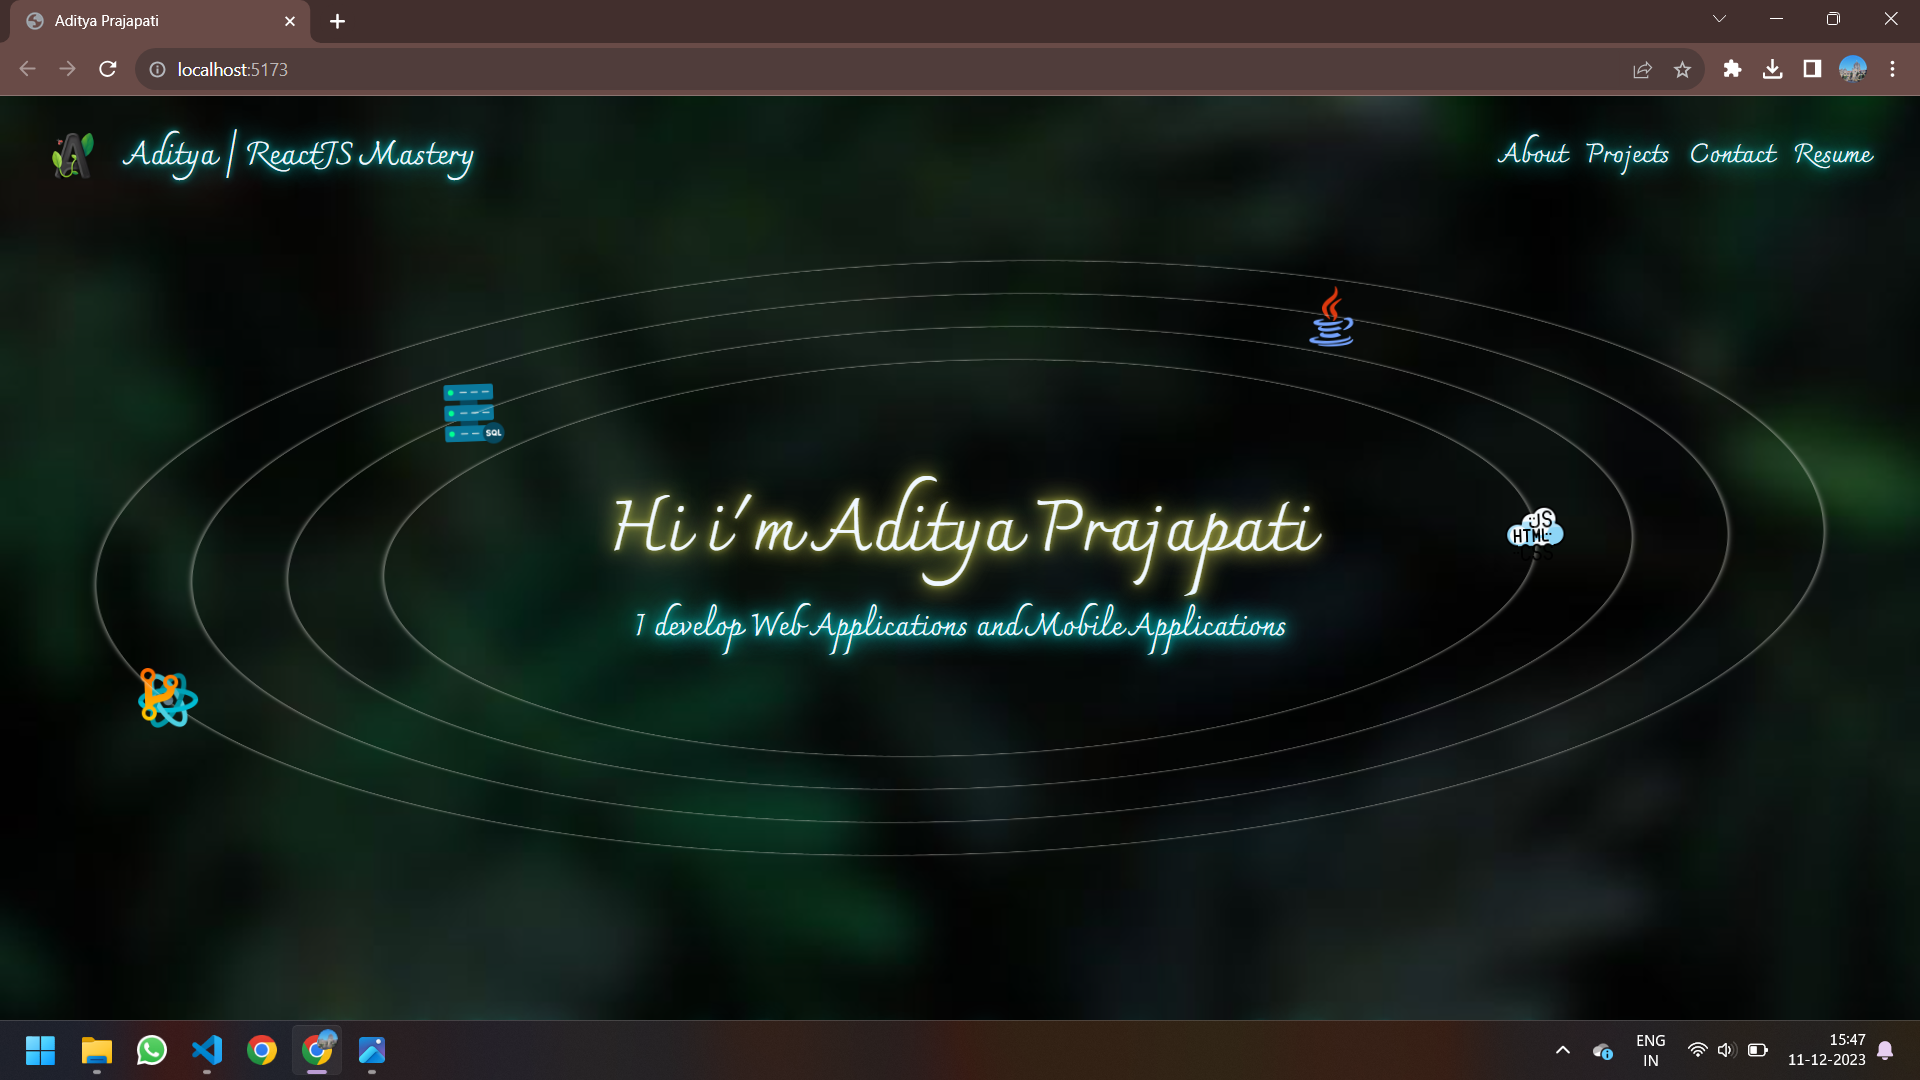 Aditya Prajapati
localhost:5173
Aditya | ReactJS Mastery
About Projects Contact Resume
SQL
Hi i'm Aditya Prajapati
JS
HTML
CSS
I develop Web Applications and Mobile Applications
ENG
IN
15:47
11-12-2023